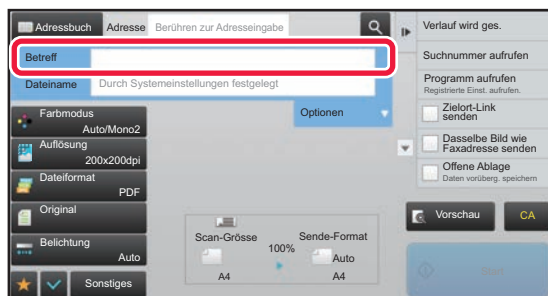 Adressbuch
Adresse
Berühren zur Adresseingabe
Betreff
Dateiname
Durch Systemeinstellungen festgelegt
Optionen
Farbmodus
Auto/Mono2
Auflösung
200x200dpi
Dateiformat
PDF
Original
Belichtung
Auto
Sonstiges
Scan-Grösse
A4
100%
Sende-Format
Auto
A4
Verlauf wird ges.
Suchnummer aufrufen
Programm aufrufen
Registrierte Einst. aufrufen.
Zielort-Link
senden
Dasselbe Bild wie
Faxadresse senden
Offene Ablage
Daten vorüberg. speichern
Vorschau
CA
Start